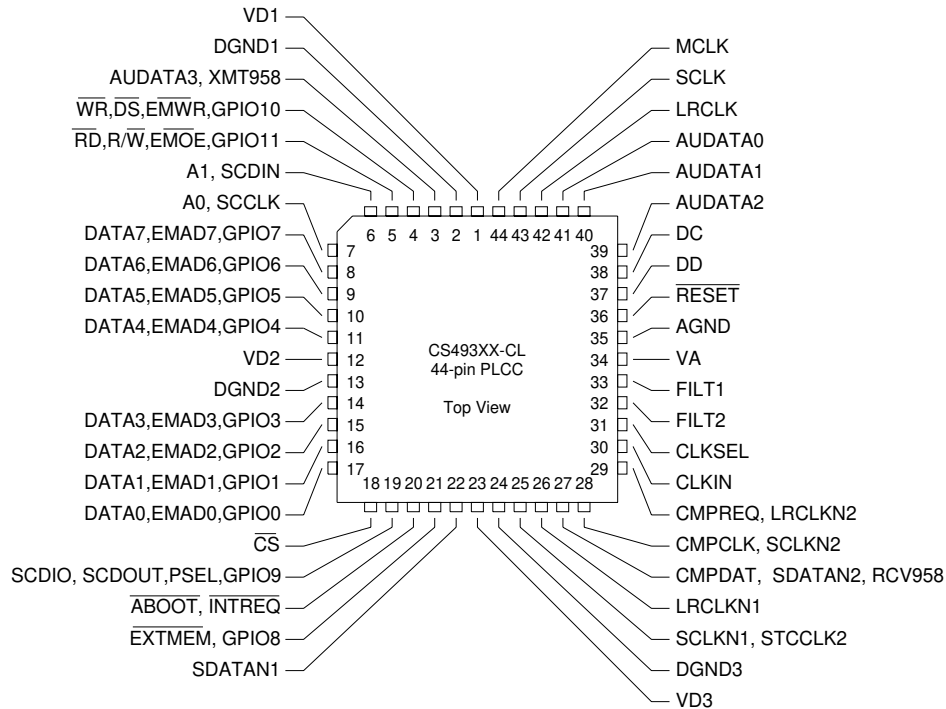 VD1
DGND1
AUDATA3, XMT958
WR,DS,EMWR,GPIO10
RD,R/W,EMOE,GPIO11
A1, SCDIN
A0, SCCLK
DATA7,EMAD7,GPIO7
DATA6,EMAD6,GPIO6
DATA5,EMAD5,GPIO5
DATA4,EMAD4,GPIO4
VD2
DGND2
DATA3,EMAD3,GPIO3
DATA2,EMAD2,GPIO2
DATA1,EMAD1,GPIO1
DATA0,EMAD0,GPIO0
CS
SCDIO, SCDOUT,PSEL,GPIO9
ABOOT, INTREQ
EXTMEM, GPIO8
SDATAN1
6 5 4 3 2 1 44 43 42 41 40
7
8
9
10
11
12
13
14
15
16
17
CS493XX-CL
44-pin PLCC
Top View
39
38
37
36
35
34
33
32
31
30
29
18 19 20 21 22 23 24 25 26 27 28
MCLK
SCLK
LRCLK
AUDATA0
AUDATA1
AUDATA2
DC
DD
RESET
AGND
VA
FILT1
FILT2
CLKSEL
CLKIN
CMPREQ, LRCLKN2
CMPCLK, SCLKN2
CMPDAT, SDATAN2, RCV958
LRCLKN1
SCLKN1, STCCLK2
DGND3
VD3